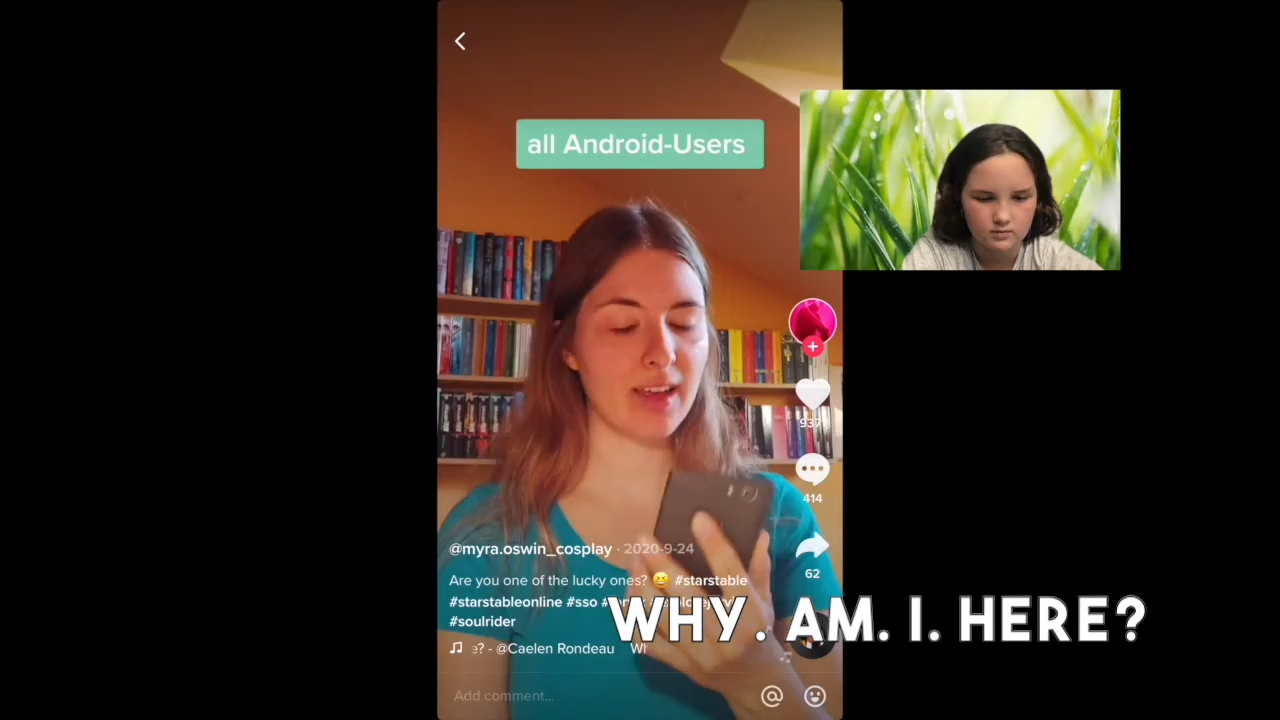 all Android-Users
937
414
62
@myra.oswin_cosplay · 2020-9-24
Are you one of the lucky ones? 😆 #starstable
#starstableonline #sso
#soulrider
WHY. AM. I. HERE?
e? - @Caelen Rondeau
Add comment...